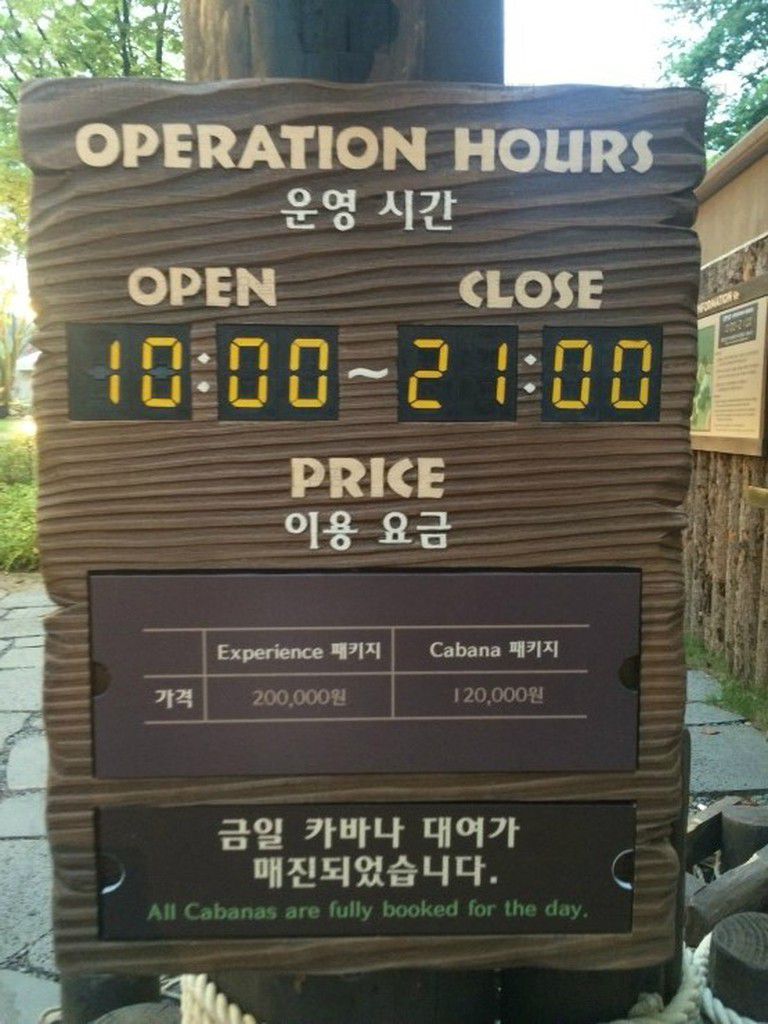 OPERATION HOURS
운영 시간
OPEN CLOSE
10:00~21:00
PRICE
이용 요금
Experience 패키지 Cabana 패키지
가격 200,000원 120,000원
금일 카바나 대여가
매진되었습니다.
All Cabanas are fully booked for the day.
INFORMATION